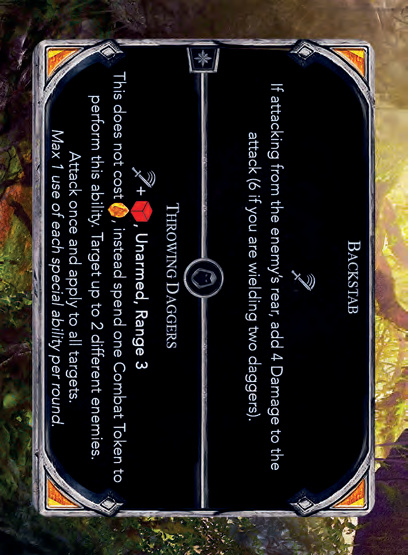 BACKSTAB
If attacking from the enemy's rear, add 4 Damage to the
attack (6 if you are wielding two daggers).
THROWING DAGGERS
+ , Unarmed, Range 3
This does not cost , instead spend one Combat Token to
perform this ability. Target up to 2 different enemies.
Attack once and apply to all targets.
Max 1 use of each special ability per round.